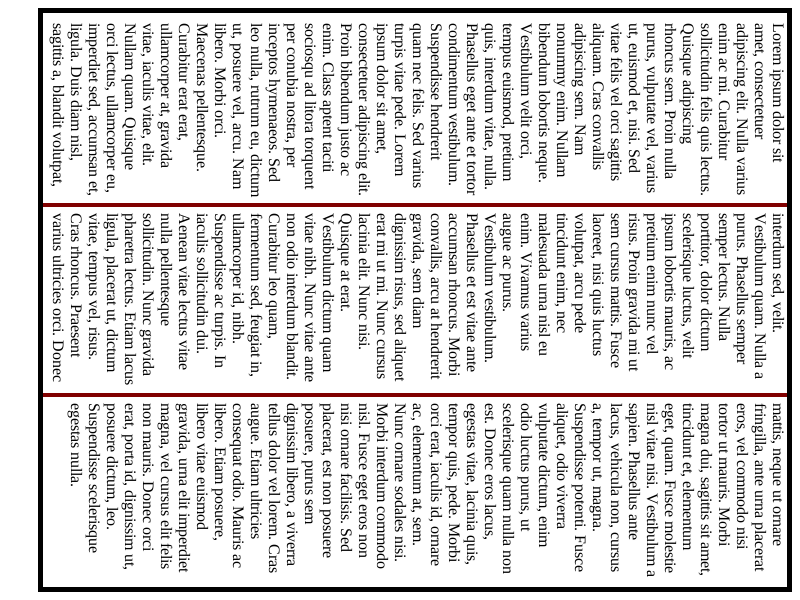 Lorem ipsum dolor sit
amet, consectetuer
adipiscing elit. Nulla varius
enim ac mi. Curabitur
sollicitudin felis quis lectus.
Quisque adipiscing
rhoncus sem. Proin nulla
purus, vulputate vel, varius
ut, euismod et, nisi. Sed
vitae felis vel orci sagittis
aliquam. Cras convallis
adipiscing sem. Nam
nonummy enim. Nullam
bibendum lobortis neque.
Vestibulum velit orci,
tempus euismod, pretium
quis, interdum vitae, nulla.
Phasellus eget ante et tortor
condimentum vestibulum.
Suspendisse hendrerit
quam nec felis. Sed varius
turpis vitae pede. Lorem
ipsum dolor sit amet,
consectetuer adipiscing elit.
Proin bibendum justo ac
enim. Class aptent taciti
sociosqu ad litora torquent
per conubia nostra, per
inceptos hymenaeos. Sed
leo nulla, rutrum eu, dictum
ut, posuere vel, arcu. Nam
libero. Morbi orci.
Maecenas pellentesque.
Curabitur erat erat,
ullamcorper at, gravida
vitae, iaculis vitae, elit.
Nullam quam. Quisque
orci lectus, ullamcorper eu,
imperdiet sed, accumsan et,
ligula. Duis diam nisl,
sagittis a, blandit volutpat,
interdum sed, velit.
Vestibulum quam. Nulla a
purus. Phasellus semper
semper lectus. Nulla
porttitor, dolor dictum
scelerisque luctus, velit
ipsum lobortis mauris, ac
pretium enim nunc vel
risus. Proin gravida mi ut
sem cursus mattis. Fusce
laoreet, nisi quis luctus
volutpat, arcu pede
tincidunt enim, nec
malesuada urna nisl eu
enim. Vivamus varius
augue ac purus.
Vestibulum vestibulum.
Phasellus et est vitae ante
accumsan rhoncus. Morbi
convallis, arcu at hendrerit
gravida, sem diam
dignissim risus, sed aliquet
erat mi ut mi. Nunc cursus
lacinia elit. Nunc nisi.
Quisque at erat.
Vestibulum dictum quam
vitae nibh. Nunc vitae ante
non odio interdum blandit.
Curabitur leo quam,
fermentum sed, feugiat in,
ullamcorper id, nibh.
Suspendisse ac turpis. In
iaculis sollicitudin dui.
Aenean vitae lectus vitae
nulla pellentesque
sollicitudin. Nunc gravida
pharetra lectus. Etiam lacus
ligula, placerat ut, dictum
vitae, tempus vel, risus.
Cras rhoncus. Praesent
varius ultricies orci. Donec
mattis, neque ut ornare
fringilla, ante urna placerat
eros, vel commodo nisi
tortor ut mauris. Morbi
magna dui, sagittis sit amet,
tincidunt et, elementum
eget, quam. Fusce molestie
nisl vitae nisi. Vestibulum a
sapien. Phasellus ante
lacus, vehicula non, cursus
a, tempor ut, magna.
Suspendisse potenti. Fusce
aliquet, odio viverra
vulputate dictum, enim
odio luctus purus, ut
scelerisque quam nulla non
est. Donec eros lacus,
egestas vitae, lacinia quis,
tempor quis, pede. Morbi
orci erat, iaculis id, ornare
ac, elementum at, sem.
Nunc ornare sodales nisi.
Morbi interdum commodo
nisl. Fusce eget eros non
nisi ornare facilisis. Sed
placerat, est non posuere
posuere, purus sem
dignissim libero, a viverra
tellus dolor vel lorem. Cras
augue. Etiam ultricies
consequat odio. Mauris ac
libero. Etiam posuere,
libero vitae euismod
gravida, urna elit imperdiet
magna, vel cursus elit felis
non mauris. Donec orci
erat, porta id, dignissim ut,
posuere dictum, leo.
Suspendisse scelerisque
egestas nulla.